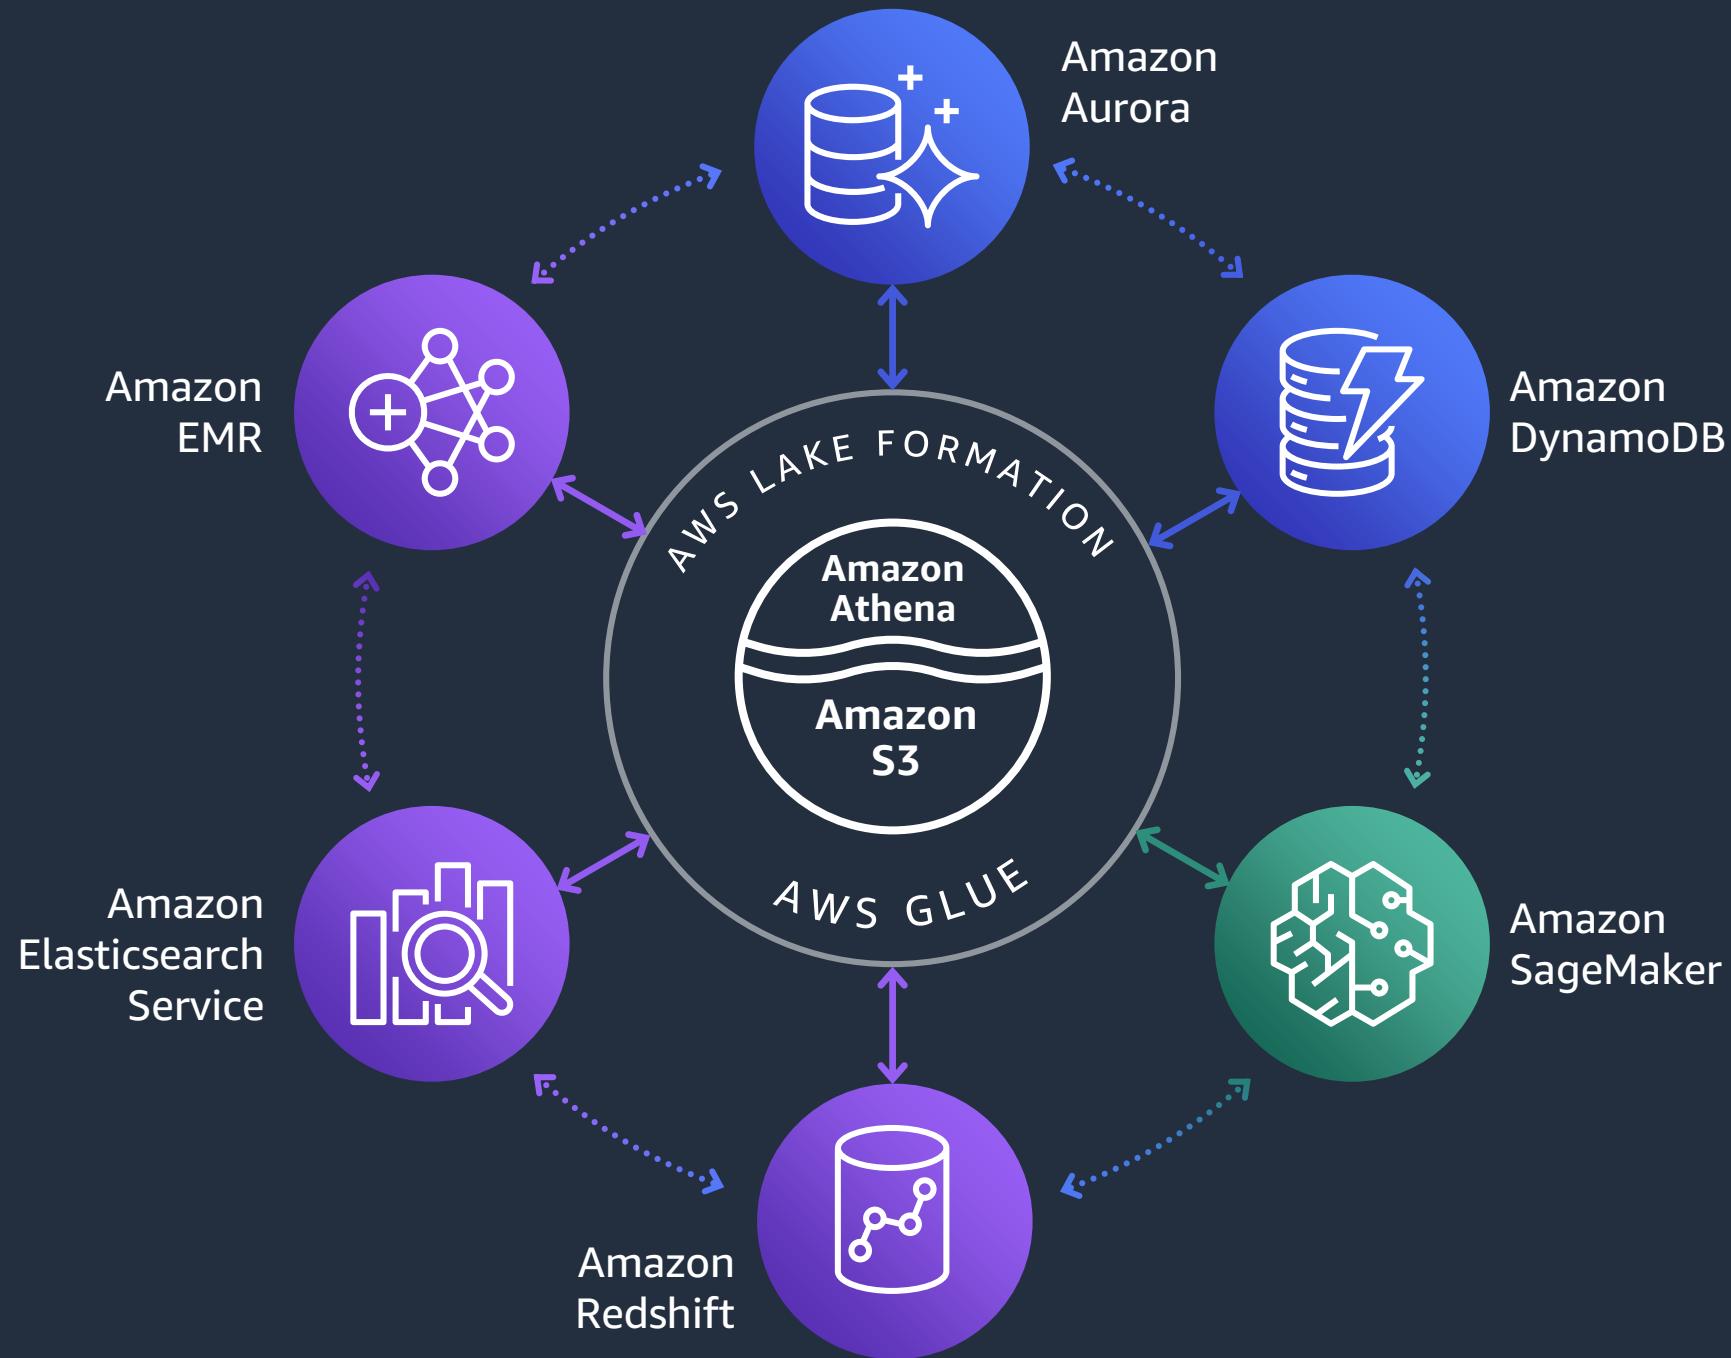 Amazon
Aurora
Amazon
EMR
Amazon
DynamoDB
AWS LAKE FORMATION
Amazon
Athena
Amazon
S3
AWS GLUE
Amazon
Elasticsearch
Service
Amazon
SageMaker
Amazon
Redshift